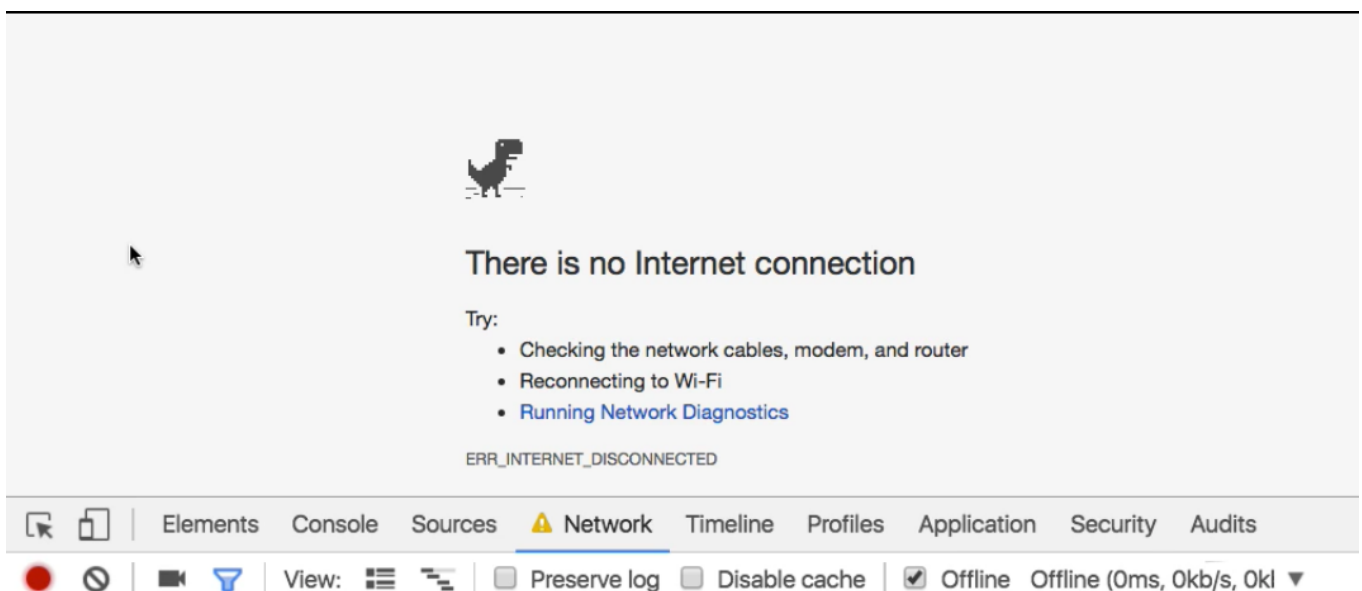 There is no Internet connection
Try:
• Checking the network cables, modem, and router
• Reconnecting to Wi-Fi
• Running Network Diagnostics
ERR_INTERNET_DISCONNECTED
Elements Console Sources Network Timeline Profiles Application Security Audits
View: Preserve log Disable cache Offline Offline (0ms, 0kb/s, 0kl